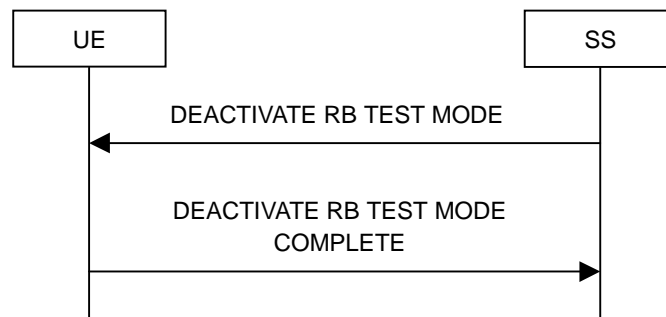 UE
SS
DEACTIVATE RB TEST MODE
DEACTIVATE RB TEST MODE
COMPLETE